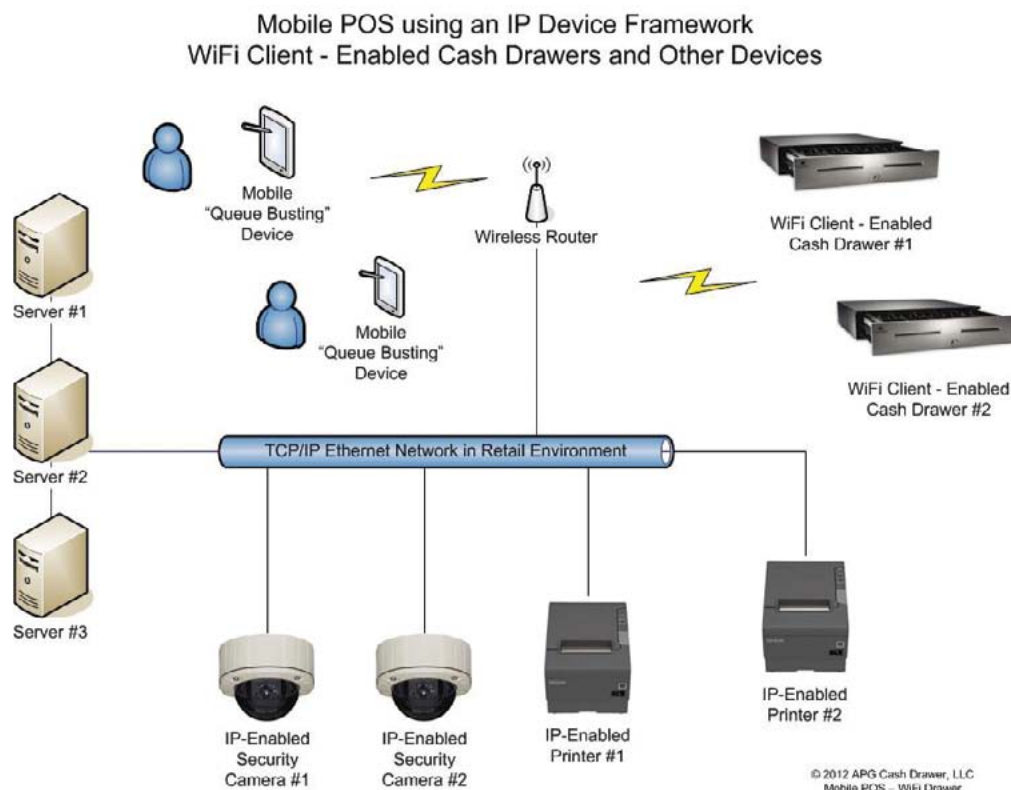 Mobile POS using an IP Device Framework
WiFi Client - Enabled Cash Drawers and Other Devices
Mobile
"Queue Busting"
Device
Wireless Router
WiFi Client - Enabled
Cash Drawer #1
Server #1
Mobile
"Queue Busting"
Device
WiFi Client - Enabled
Cash Drawer #2
Server #2
TCP/IP Ethernet Network in Retail Environment
Server #3
IP-Enabled
Security
Camera #1
IP-Enabled
Security
Camera #2
IP-Enabled
Printer #1
IP-Enabled
Printer #2
© 2012 APG Cash Drawer, LLC
Mobile POS – WiFi Drawer